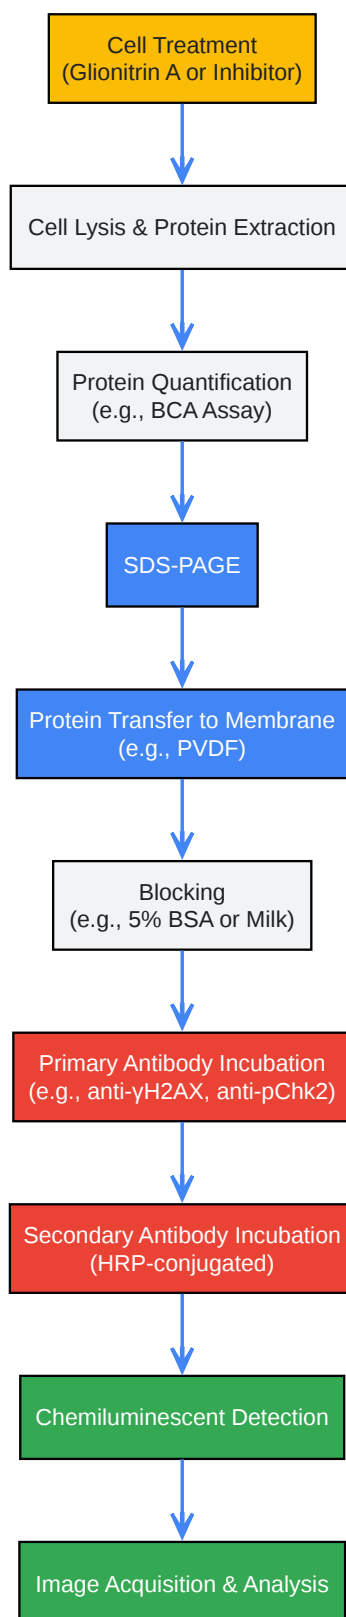 Cell Treatment
(Glionitrin A or Inhibitor)
Cell Lysis & Protein Extraction
Protein Quantification
(e.g., BCA Assay)
SDS-PAGE
Protein Transfer to Membrane
(e.g., PVDF)
Blocking
(e.g., 5% BSA or Milk)
Primary Antibody Incubation
(e.g., anti-γH2AX, anti-pChk2)
Secondary Antibody Incubation
(HRP-conjugated)
Chemiluminescent Detection
Image Acquisition & Analysis